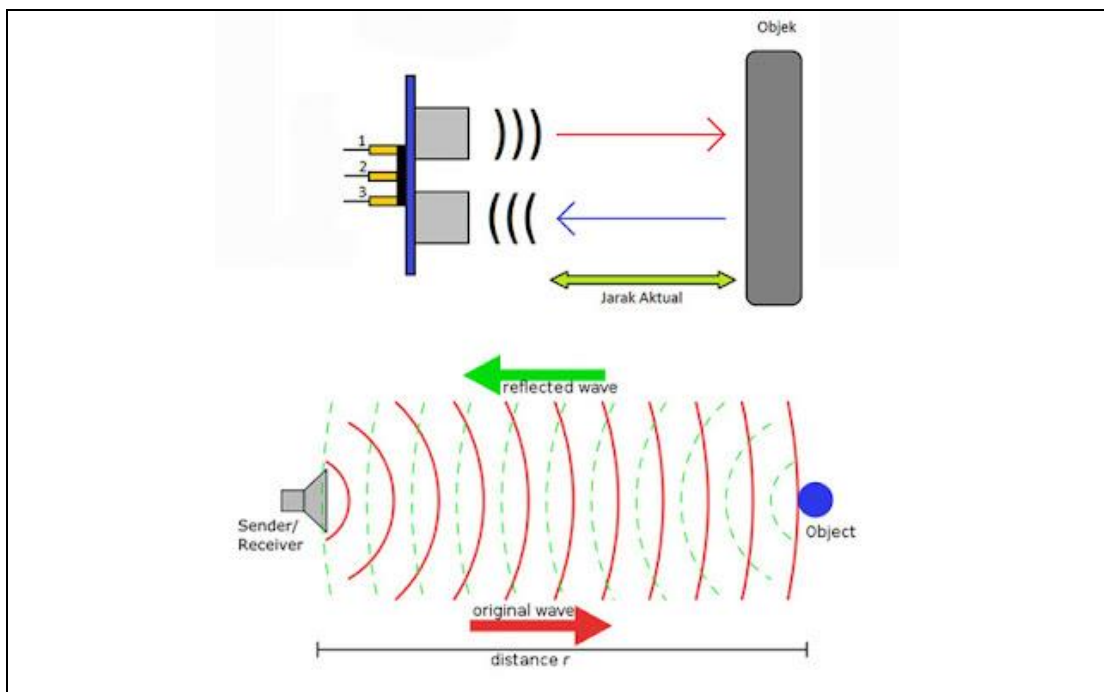 Objek
1
2
3
Jarak Aktual
reflected wave
Sender/
Receiver
Object
original wave
distance r